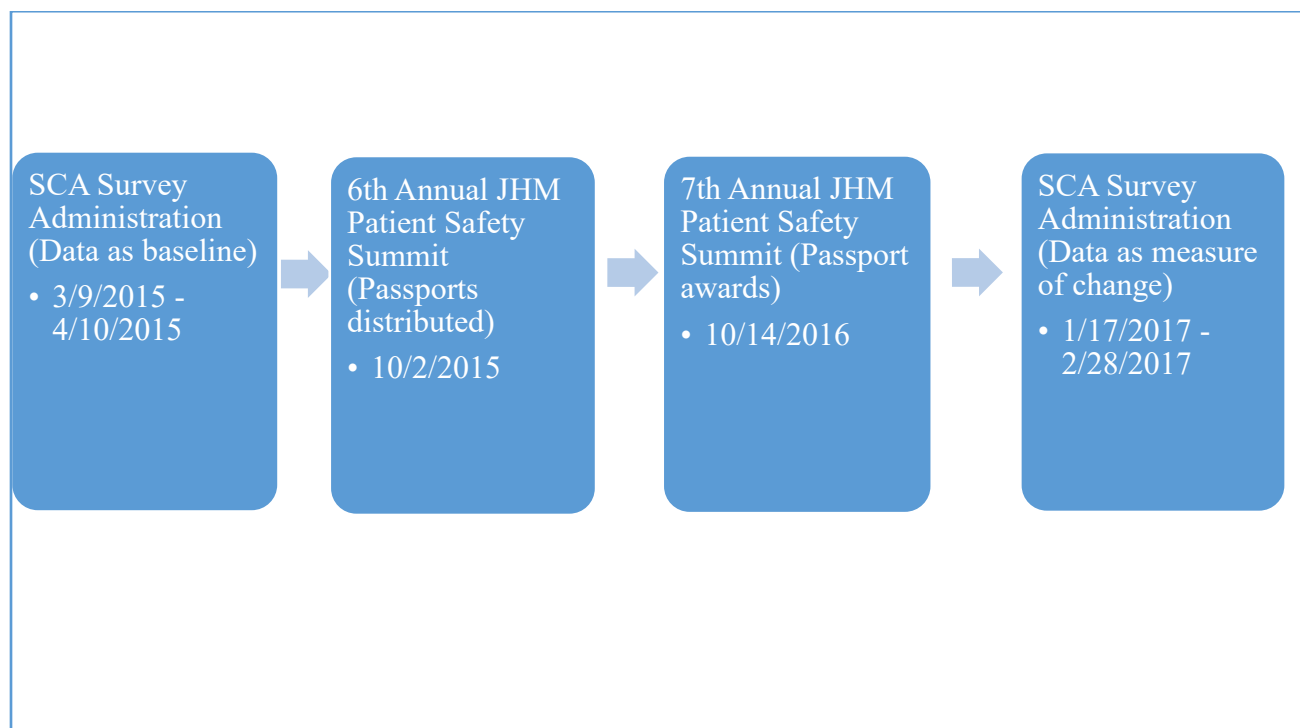 SCA Survey
Administration
(Data as baseline)
• 3/9/2015 -
4/10/2015
6th Annual JHM
Patient Safety
Summit
(Passports
distributed)
• 10/2/2015
7th Annual JHM
Patient Safety
Summit (Passport
awards)
• 10/14/2016
SCA Survey
Administration
(Data as measure
of change)
• 1/17/2017 -
2/28/2017